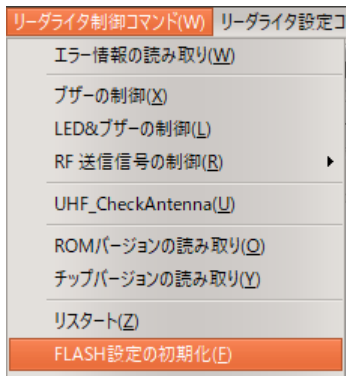 リーダライタ制御コマンド(W) リーダライタ設定コ
エラー情報の読み取り(W)
ブザーの制御(X)
LED&ブザーの制御(L)
RF 送信信号の制御(R)
UHF_CheckAntenna(U)
ROMバージョンの読み取り(O)
チップバージョンの読み取り(Y)
リスタート(Z)
FLASH設定の初期化(F)